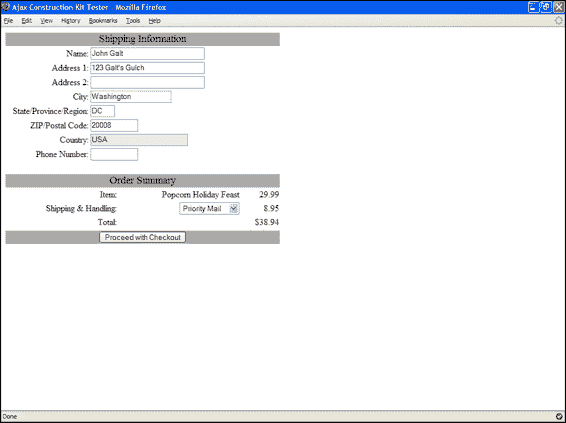 Ajax Construction Kit Tester - Mozilla Firefox
File Edit View History Bookmarks Tools Help
Shipping Information
Name: John Galt
Address 1: 123 Galt's Gulch
Address 2:
City: Washington
State/Province/Region: DC
ZIP/Postal Code: 20008
Country: USA
Phone Number:
Order Summary
Item: Popcorn Holiday Feast 29.99
Shipping & Handling: Priority Mail 8.95
Total: $38.94
Proceed with Checkout
Done